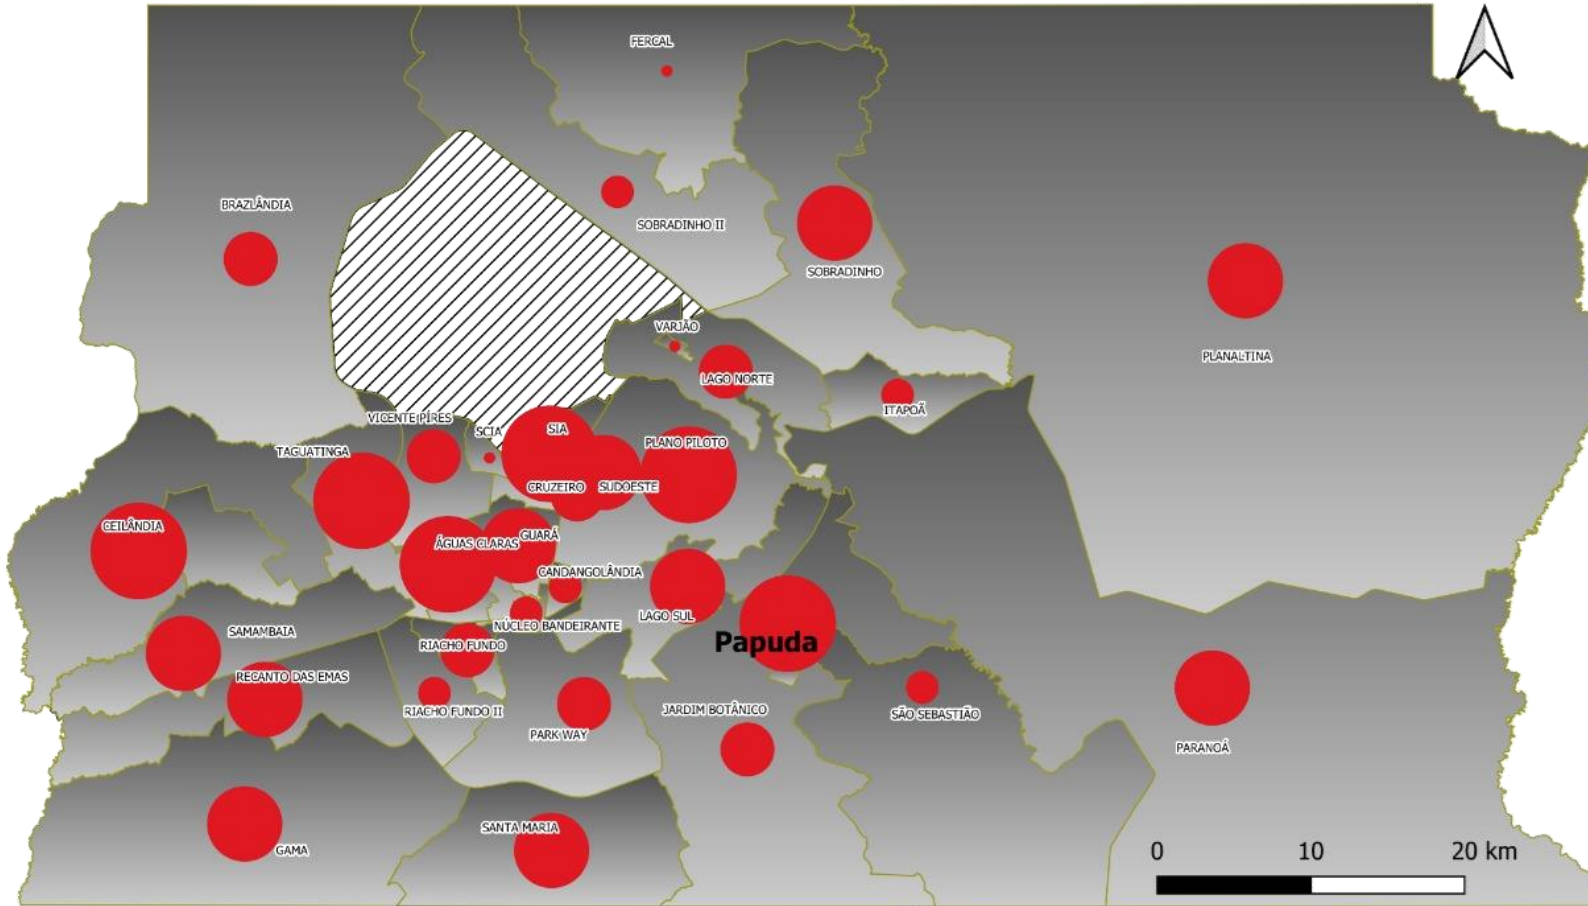 FERCAL
BRAZLÂNDIA
SOBRADINHO II
SOBRADINHO
VARJÃO
PLANALTINA
LAGO NORTE
ITAPOÃ
VICENTE PIRES
SCIA
SIA
TAGUATINGA
PLANO PILOTO
CRUZEIRO
SUDOESTE
CEILÂNDIA
ÁGUAS CLARAS
GUARÁ
CANDANGOLÂNDIA
LAGO SUL
NÚCLEO BANDEIRANTE
SAMAMBAIA
RIACHO FUNDO
Papuda
RECANTO DAS EMAS
RIACHO FUNDO II
JARDIM BOTÂNICO
SÃO SEBASTIÃO
PARK WAY
PARANOÁ
SANTA MARIA
GAMA
0 10 20 km